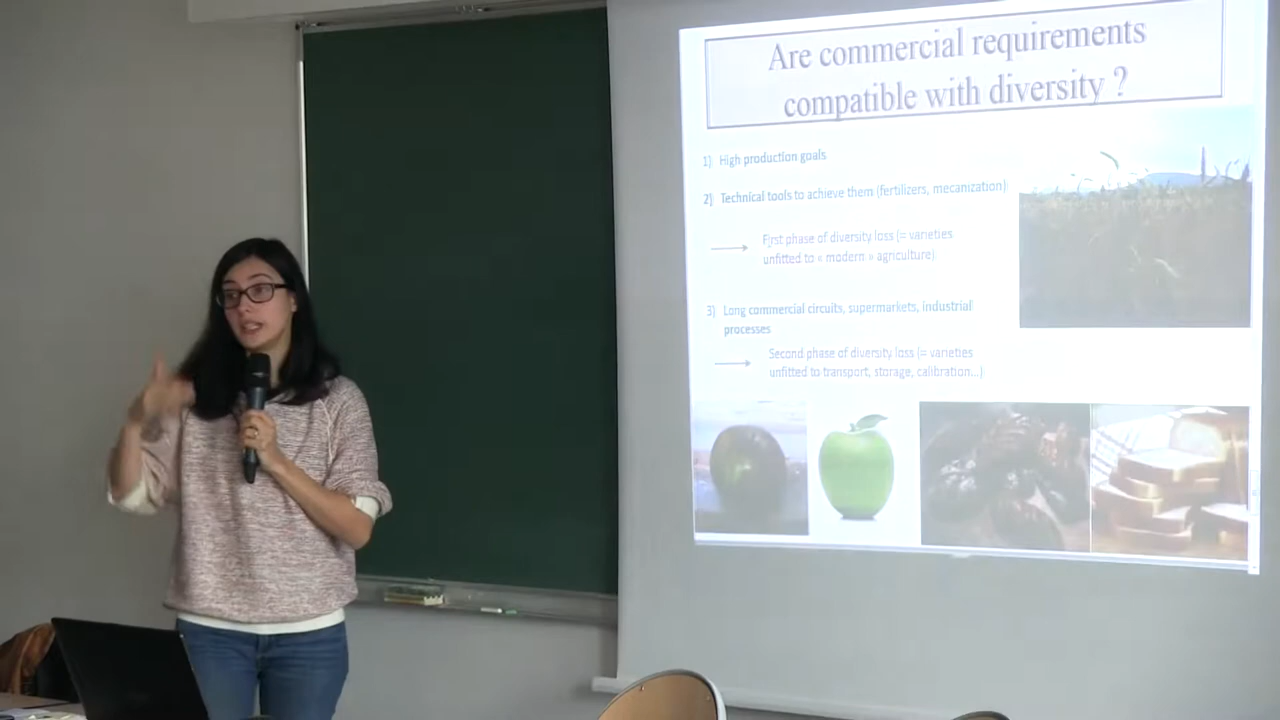 Are commercial requirements
compatible with diversity ?
1) High production goals
2) Technical tools to achieve them (fertilizers, mecanization)
First phase of diversity loss (= varieties
unfitted to « modern » agriculture)
3) Long commercial circuits, supermarkets, industrial
processes
Second phase of diversity loss (= varieties
unfitted to transport, storage, calibration...)